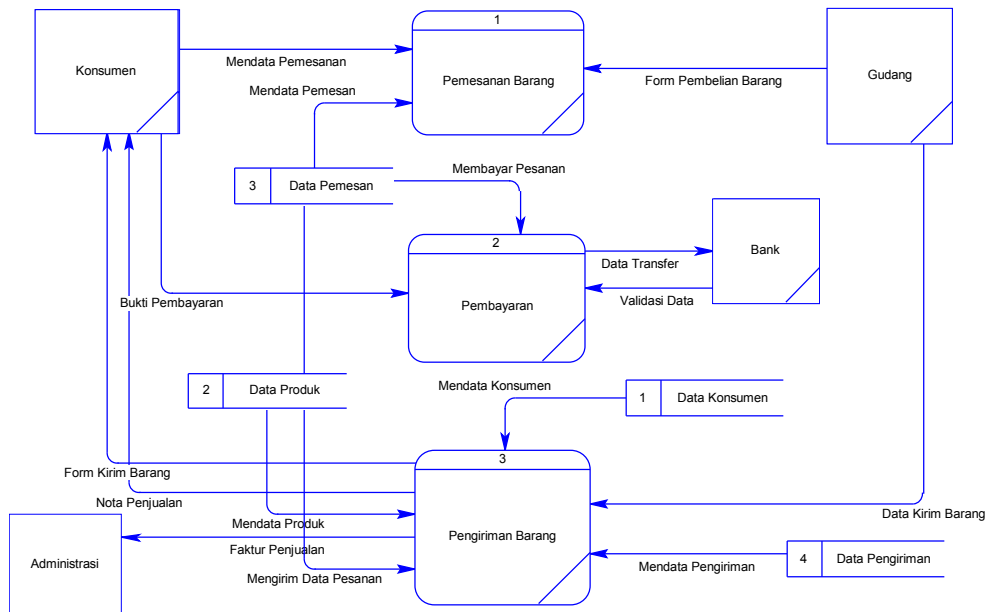 1
Konsumen
Mendata Pemesanan
Pemesanan Barang
Form Pembelian Barang
Gudang
Mendata Pemesan
3
Data Pemesan
Membayar Pesanan
2
Data Transfer
Bank
Bukti Pembayaran
Pembayaran
Validasi Data
2
Data Produk
Mendata Konsumen
1
Data Konsumen
3
Form Kirim Barang
Nota Penjualan
Data Kirim Barang
Mendata Produk
Pengiriman Barang
Faktur Penjualan
Administrasi
Mengirim Data Pesanan
Mendata Pengiriman
4
Data Pengiriman